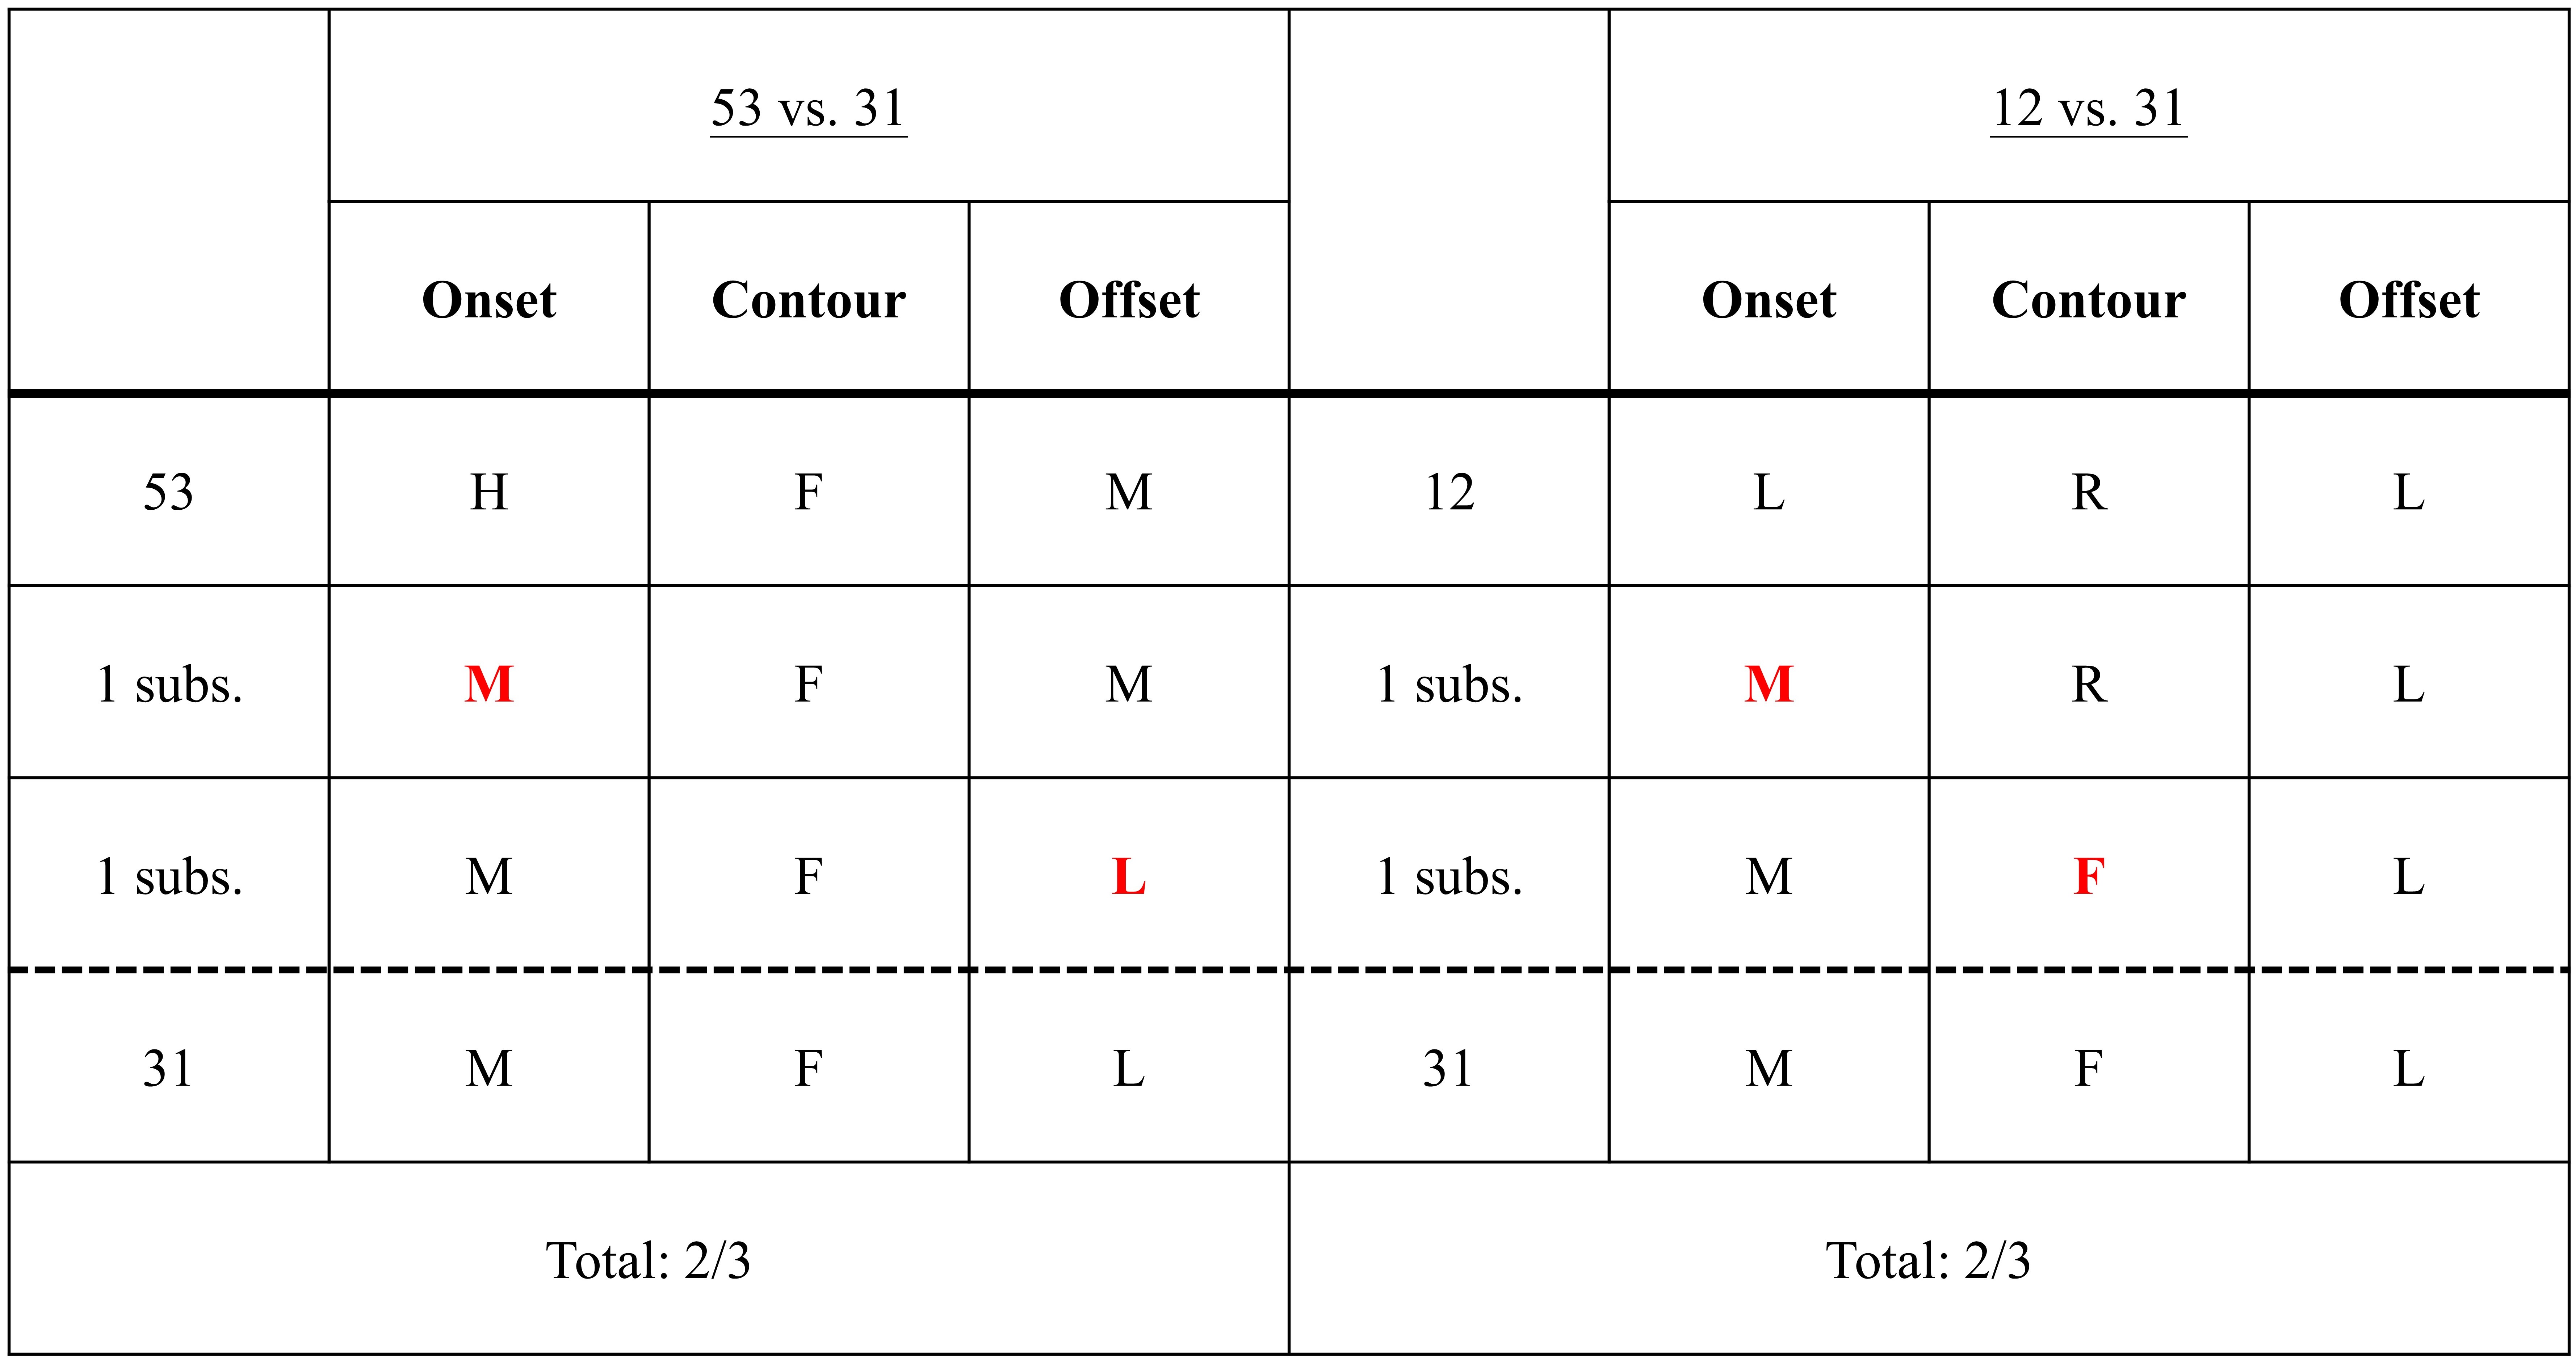 53 vs. 31 12 vs. 31
Onset Contour Offset Onset Contour Offset
53 H F M 12 L R L
1 subs. M F M 1 subs. M R L
1 subs. M F L 1 subs. M F L
31 M F L 31 M F L
Total: 2/3 Total: 2/3